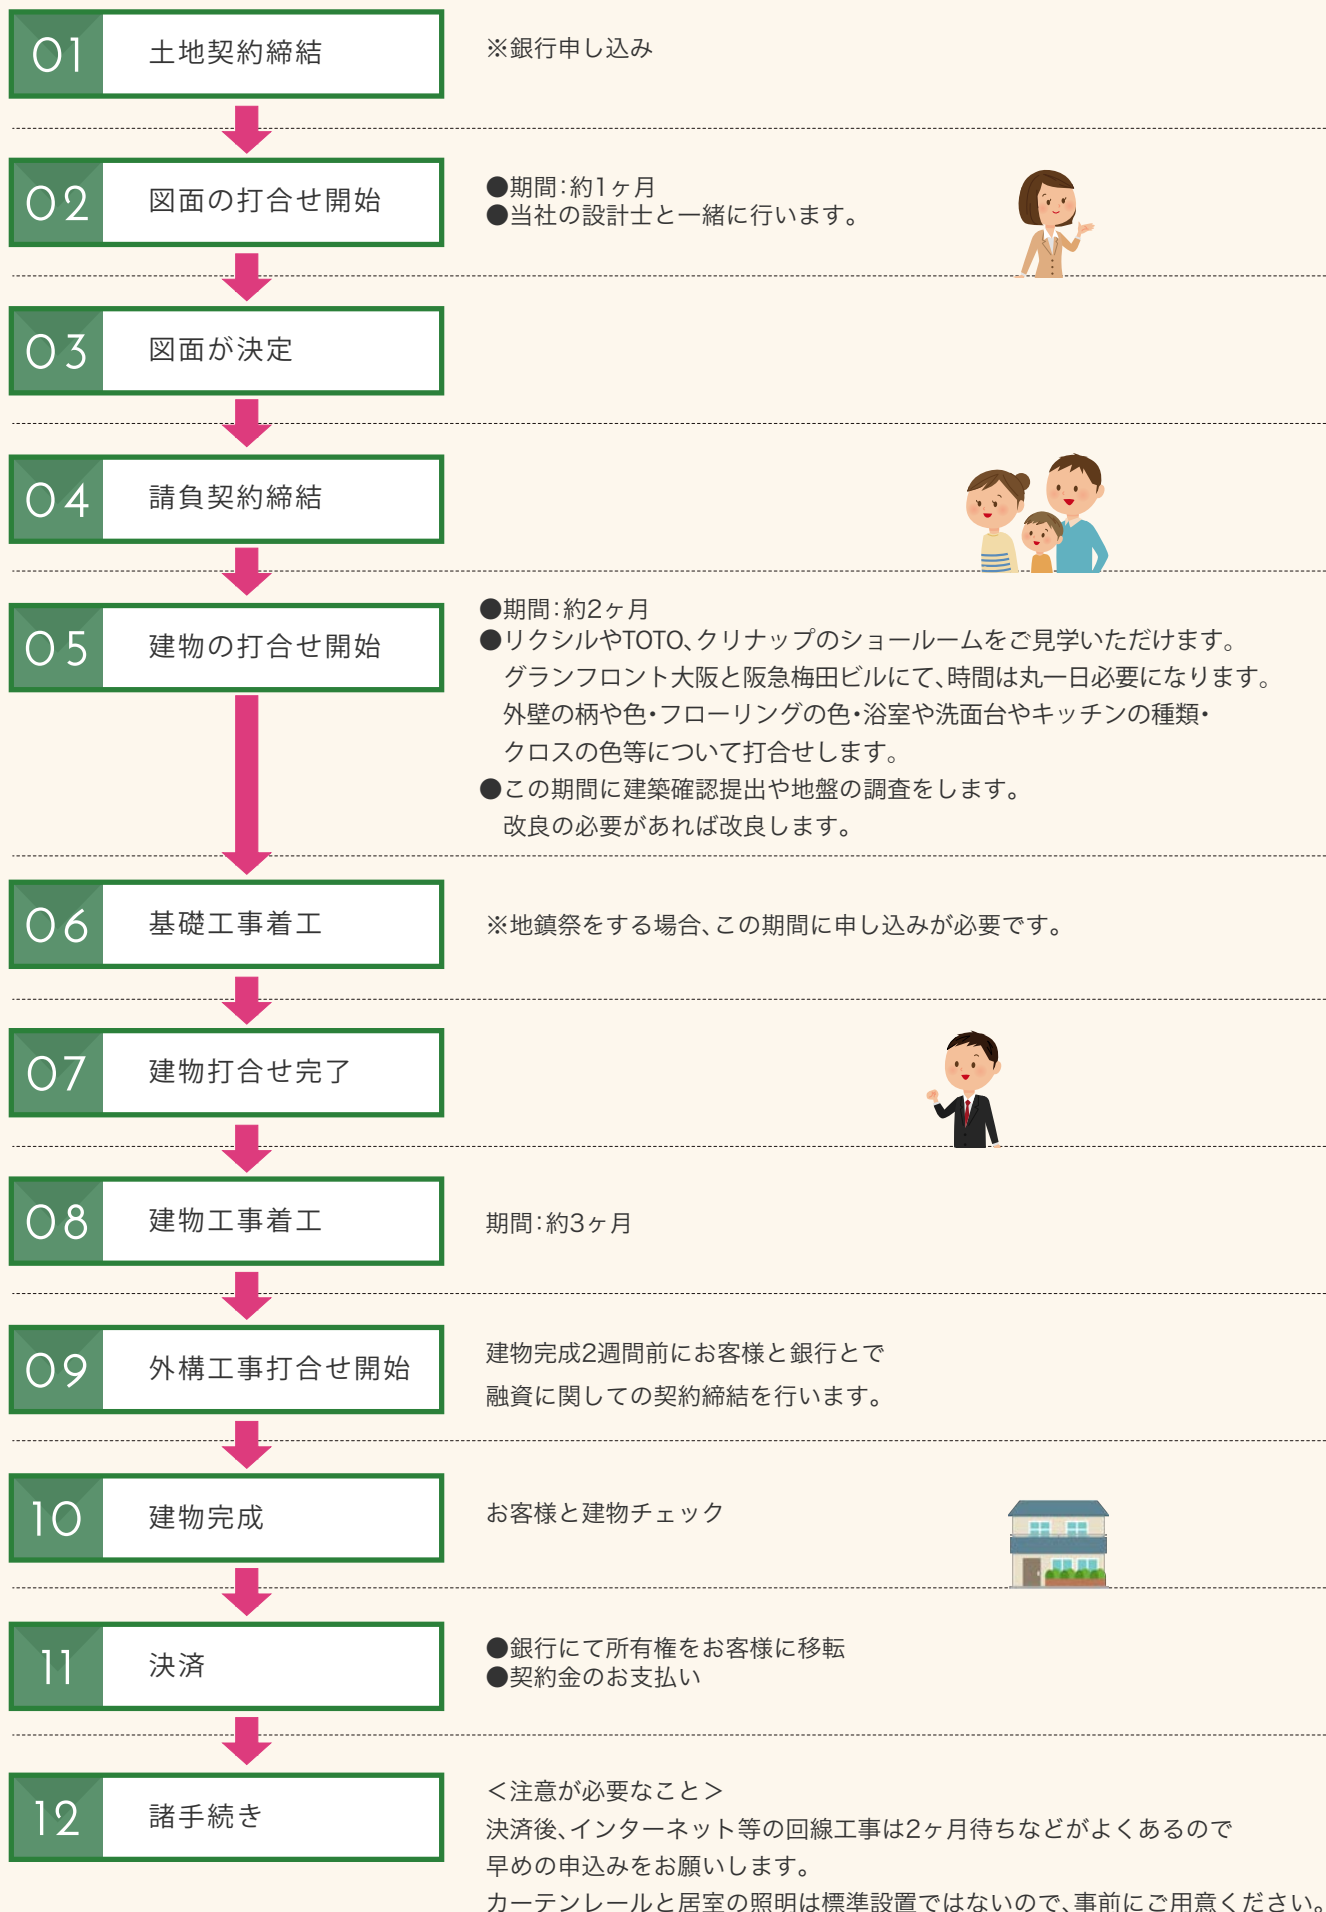 01 土地契約締結
※銀行申し込み
02 図面の打合せ開始
●期間：約1ヶ月
●当社の設計士と一緒に行います。
03 図面が決定
04 請負契約締結
05 建物の打合せ開始
●期間：約2ヶ月
●リクシルやTOTO、クリナップのショールームをご見学いただけます。
グランフロント大阪と阪急梅田ビルにて、時間は丸一日必要になります。
外壁の柄や色・フローリングの色・浴室や洗面台やキッチンの種類・
クロスの色等について打合せします。
●この期間に建築確認提出や地盤の調査をします。
改良の必要があれば改良します。
06 基礎工事着工
※地鎮祭をする場合、この期間に申し込みが必要です。
07 建物打合せ完了
08 建物工事着工
期間：約3ヶ月
09 外構工事打合せ開始
建物完成2週間前にお客様と銀行とで
融資に関しての契約締結を行います。
10 建物完成
お客様と建物チェック
11 決済
●銀行にて所有権をお客様に移転
●契約金のお支払い
12 諸手続き
＜注意が必要なこと＞
決済後、インターネット等の回線工事は2ヶ月待ちなどがよくあるので
早めの申込みをお願いします。
カーテンレールと居室の照明は標準設置ではないので、事前にご用意ください。